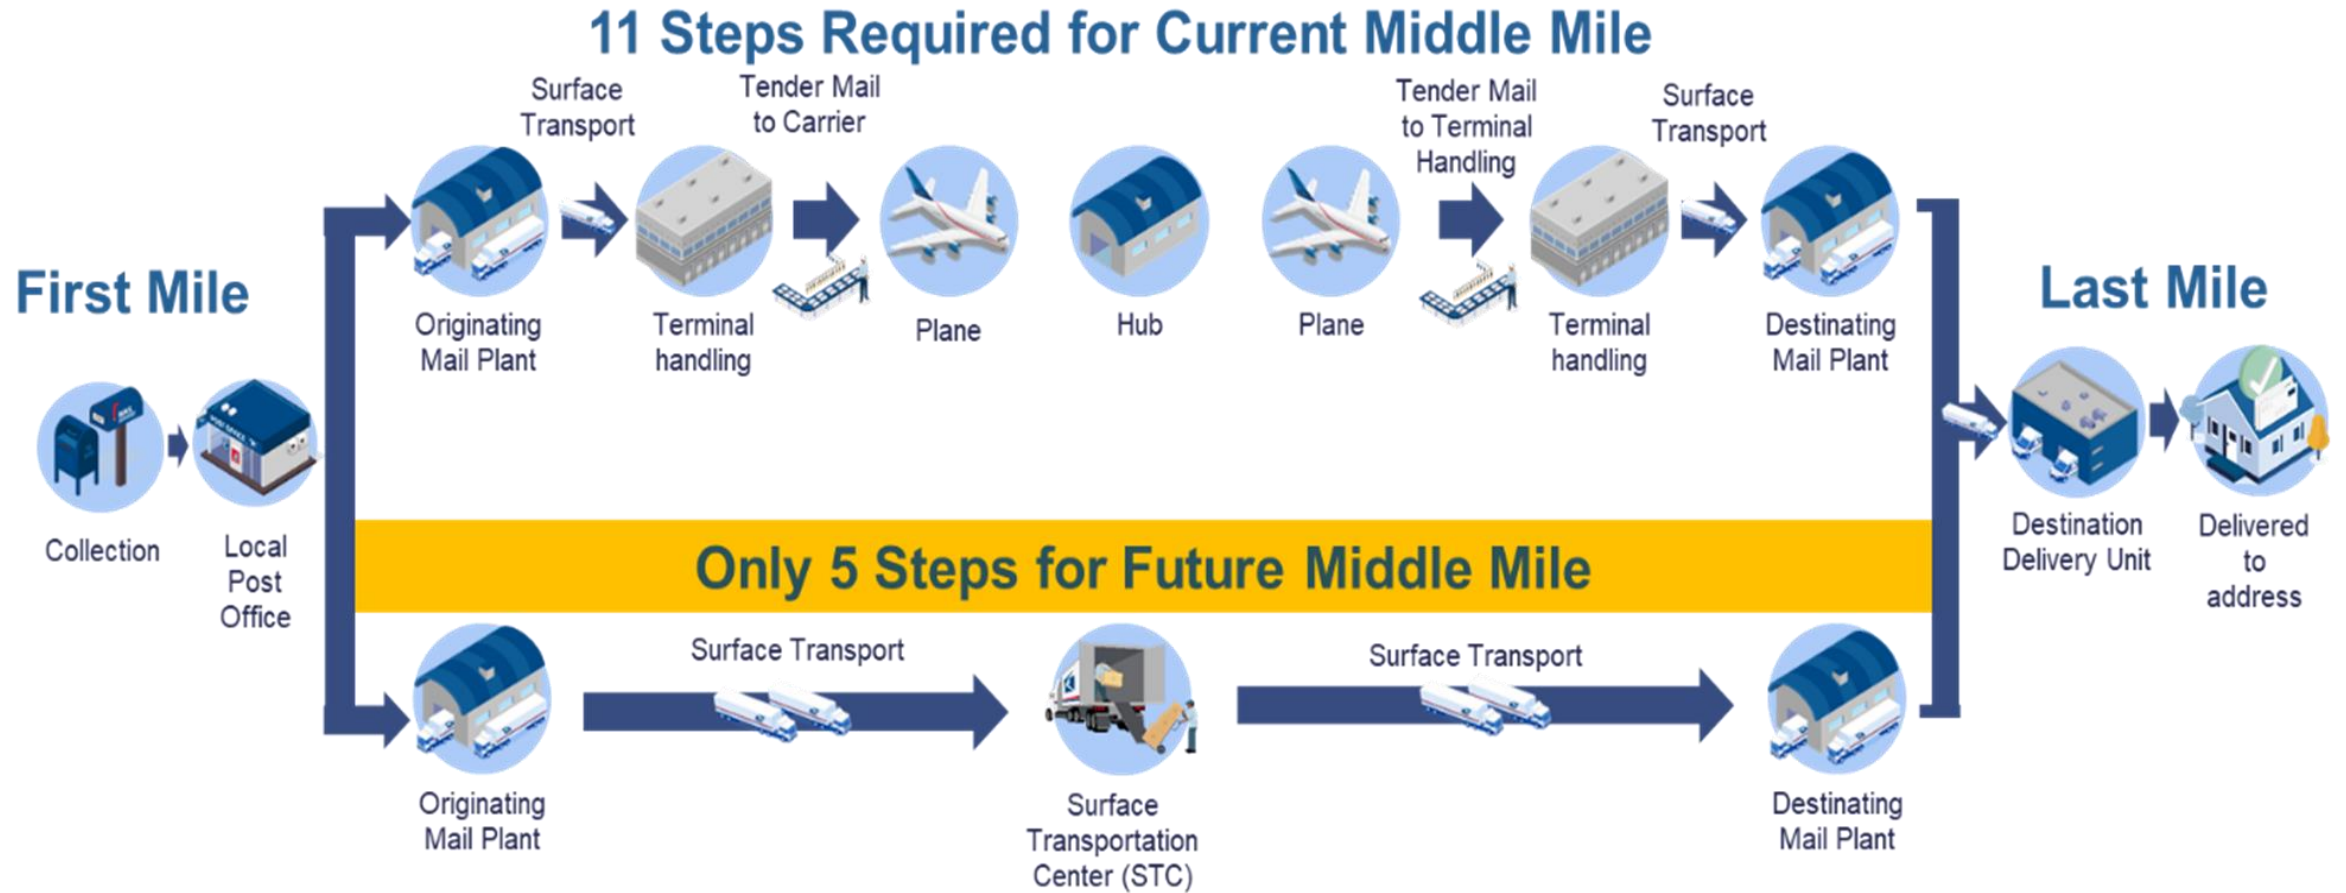 11 Steps Required for Current Middle Mile
Surface
Transport
Tender Mail
to Carrier
Tender Mail
to Terminal
Handling
Surface
Transport
Originating
Mail Plant
Terminal
handling
Plane
Hub
Plane
Terminal
handling
Destinating
Mail Plant
First Mile
Collection
Local
Post
Office
POST OFFICE
Last Mile
Destination
Delivery Unit
Delivered
to
address
Only 5 Steps for Future Middle Mile
Originating
Mail Plant
Surface Transport
Surface
Transportation
Center (STC)
Surface Transport
Destinating
Mail Plant